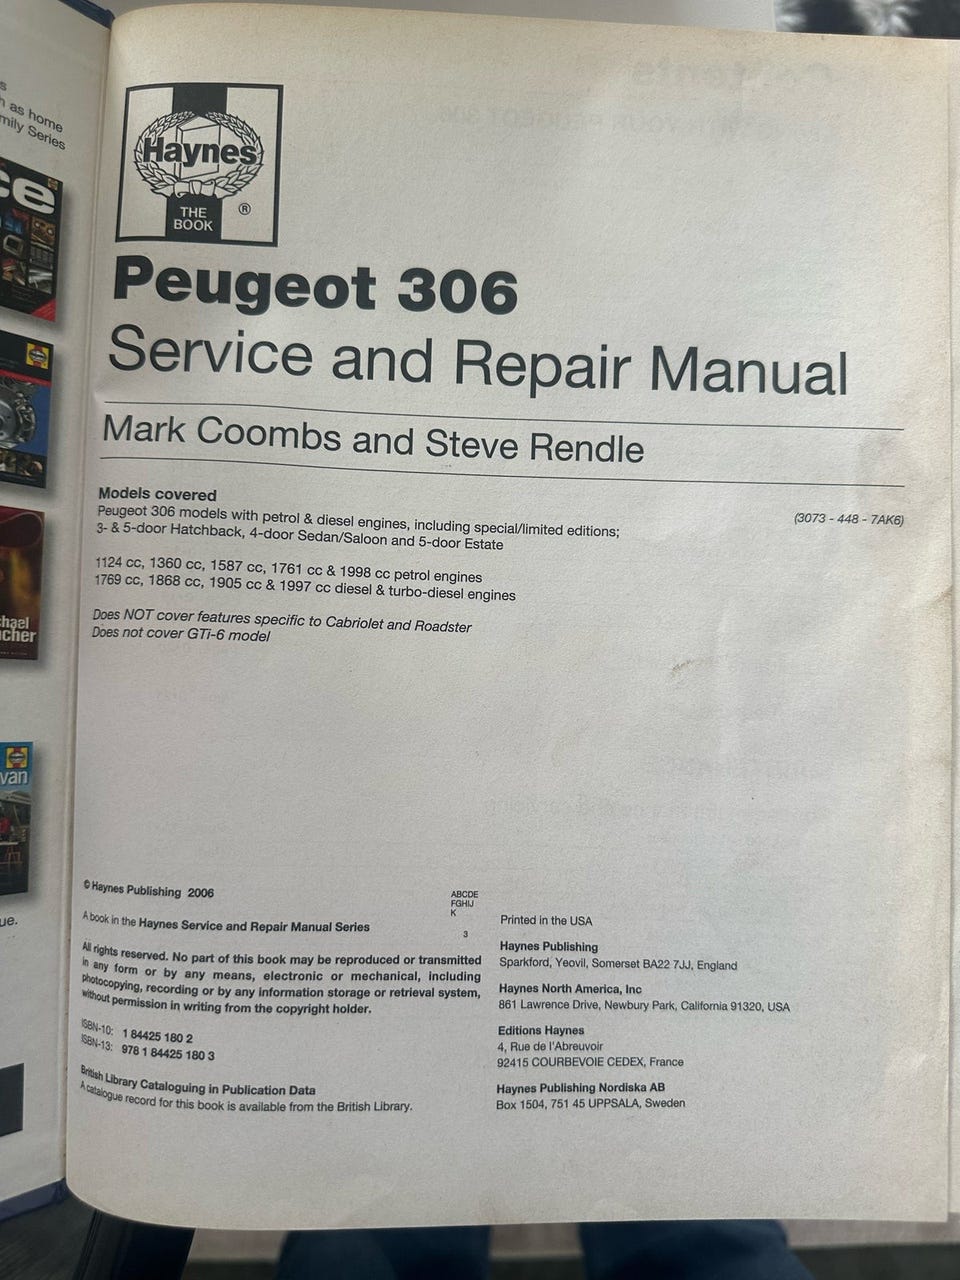 s
h as home
mily Series
ce
van
hael
cher
ue.
Haynes
THE
BOOK
®
Peugeot 306
Service and Repair Manual
Mark Coombs and Steve Rendle
Models covered
Peugeot 306 models with petrol & diesel engines, including special/limited editions;
3- & 5-door Hatchback, 4-door Sedan/Saloon and 5-door Estate
(3073 - 448 - 7AK6)
1124 cc, 1360 cc, 1587 cc, 1761 cc & 1998 cc petrol engines
1769 cc, 1868 cc, 1905 cc & 1997 cc diesel & turbo-diesel engines
Does NOT cover features specific to Cabriolet and Roadster
Does not cover GTi-6 model
© Haynes Publishing 2006
A book in the Haynes Service and Repair Manual Series
All rights reserved. No part of this book may be reproduced or transmitted
in any form or by any means, electronic or mechanical, including
photocopying, recording or by any information storage or retrieval system,
without permission in writing from the copyright holder.
ISBN-10: 1 84425 180 2
ISBN-13: 978 1 84425 180 3
British Library Cataloguing in Publication Data
A catalogue record for this book is available from the British Library.
ABCDE
FGHIJ
K
3
Printed in the USA
Haynes Publishing
Sparkford, Yeovil, Somerset BA22 7JJ, England
Haynes North America, Inc
861 Lawrence Drive, Newbury Park, California 91320, USA
Editions Haynes
4, Rue de l'Abreuvoir
92415 COURBEVOIE CEDEX, France
Haynes Publishing Nordiska AB
Box 1504, 751 45 UPPSALA, Sweden